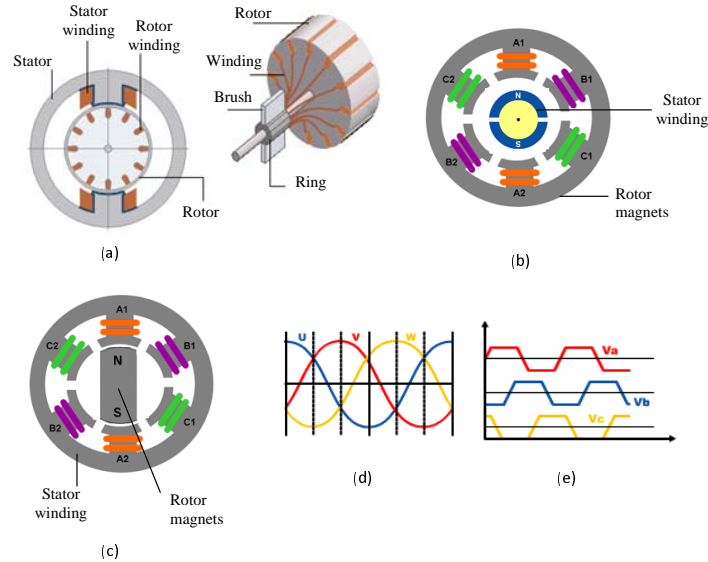 Stator
winding
Rotor
winding
Stator
Rotor
(a)
Rotor
Winding
Brush
Ring
A1
C2
B1
N
S
B2
C1
A2
Stator
winding
Rotor
magnets
(b)
A1
C2
B1
N
S
B2
C1
A2
Stator
winding
Rotor
magnets
(c)
U
V
W
(d)
Va
Vb
Vc
(e)